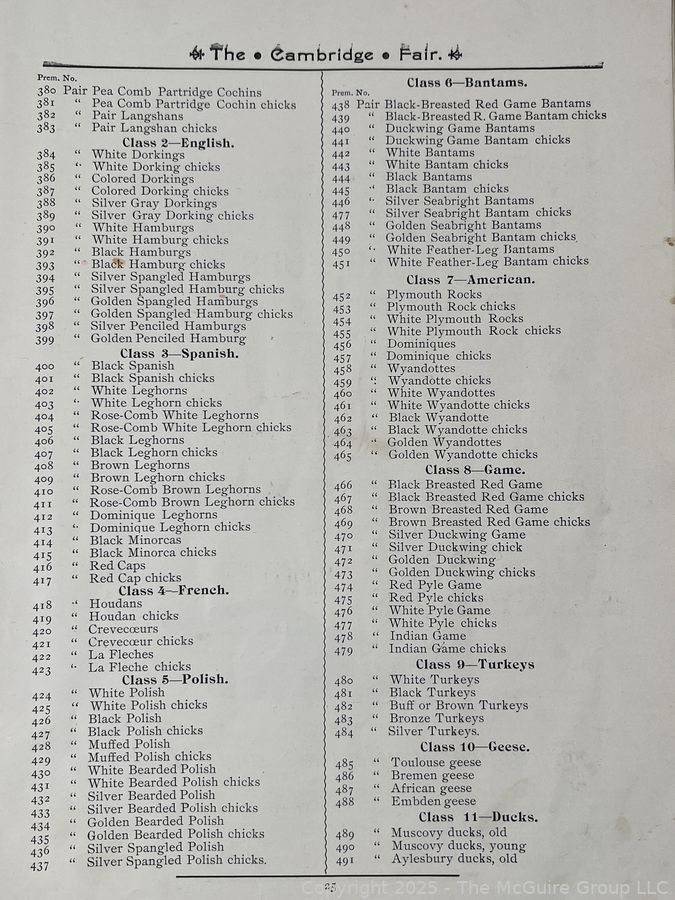 The • Cambridge • Fair.
Prem. No.
380 Pair Pea Comb Partridge Cochins
381 " Pea Comb Partridge Cochin chicks
382 " Pair Langshans
383 " Pair Langshan chicks
Class 2—English.
384 " White Dorkings
385 " White Dorking chicks
386 " Colored Dorkings
387 " Colored Dorking chicks
388 " Silver Gray Dorkings
389 " Silver Gray Dorking chicks
390 " White Hamburgs
391 " White Hamburg chicks
392 " Black Hamburgs
393 " Black Hamburg chicks
394 " Silver Spangled Hamburgs
395 " Silver Spangled Hamburg chicks
396 " Golden Spangled Hamburgs
397 " Golden Spangled Hamburg chicks
398 " Silver Penciled Hamburgs
399 " Golden Penciled Hamburg
Class 3—Spanish.
400 " Black Spanish
401 " Black Spanish chicks
402 " White Leghorns
403 " White Leghorn chicks
404 " Rose-Comb White Leghorns
405 " Rose-Comb White Leghorn chicks
406 " Black Leghorns
407 " Black Leghorn chicks
408 " Brown Leghorns
409 " Brown Leghorn chicks
410 " Rose-Comb Brown Leghorns
411 " Rose-Comb Brown Leghorn chicks
412 " Dominique Leghorns
413 " Dominique Leghorn chicks
414 " Black Minorcas
415 " Black Minorca chicks
416 " Red Caps
417 " Red Cap chicks
Class 4—French.
418 " Houdans
419 " Houdan chicks
420 " Crevecœurs
421 " Crevecœur chicks
422 " La Fleches
423 " La Fleche chicks
Class 5—Polish.
424 " White Polish
425 " White Polish chicks
426 " Black Polish
427 " Black Polish chicks
428 " Muffed Polish
429 " Muffed Polish chicks
430 " White Bearded Polish
431 " White Bearded Polish chicks
432 " Silver Bearded Polish
433 " Silver Bearded Polish chicks
434 " Golden Bearded Polish
435 " Golden Bearded Polish chicks
436 " Silver Spangled Polish
437 " Silver Spangled Polish chicks.
Class 6—Bantams.
Prem. No.
438 Pair Black-Breasted Red Game Bantams
439 " Black-Breasted R. Game Bantam chicks
440 " Duckwing Game Bantams
441 " Duckwing Game Bantam chicks
442 " White Bantams
443 " White Bantam chicks
444 " Black Bantams
445 " Black Bantam chicks
446 " Silver Seabright Bantams
477 " Silver Seabright Bantam chicks
448 " Golden Seabright Bantams
449 " Golden Seabright Bantam chicks
450 " White Feather-Leg Bantams
451 " White Feather-Leg Bantam chicks
Class 7—American.
452 " Plymouth Rocks
453 " Plymouth Rock chicks
454 " White Plymouth Rocks
455 " White Plymouth Rock chicks
456 " Dominiques
457 " Dominique chicks
458 " Wyandottes
459 " Wyandotte chicks
460 " White Wyandottes
461 " White Wyandotte chicks
462 " Black Wyandotte
463 " Black Wyandotte chicks
464 " Golden Wyandottes
465 " Golden Wyandotte chicks
Class 8—Game.
466 " Black Breasted Red Game
467 " Black Breasted Red Game chicks
468 " Brown Breasted Red Game
469 " Brown Breasted Red Game chicks
470 " Silver Duckwing Game
471 " Silver Duckwing chick
472 " Golden Duckwing
473 " Golden Duckwing chicks
474 " Red Pyle Game
475 " Red Pyle chicks
476 " White Pyle Game
477 " White Pyle chicks
478 " Indian Game
479 " Indian Game chicks
Class 9—Turkeys
480 " White Turkeys
481 " Black Turkeys
482 " Buff or Brown Turkeys
483 " Bronze Turkeys
484 " Silver Turkeys.
Class 10—Geese.
485 " Toulouse geese
486 " Bremen geese
487 " African geese
488 " Embden geese
Class 11—Ducks.
489 " Muscovy ducks, old
490 " Muscovy ducks, young
491 " Aylesbury ducks, old
Copyright 2025 - The McGuire Group LLC